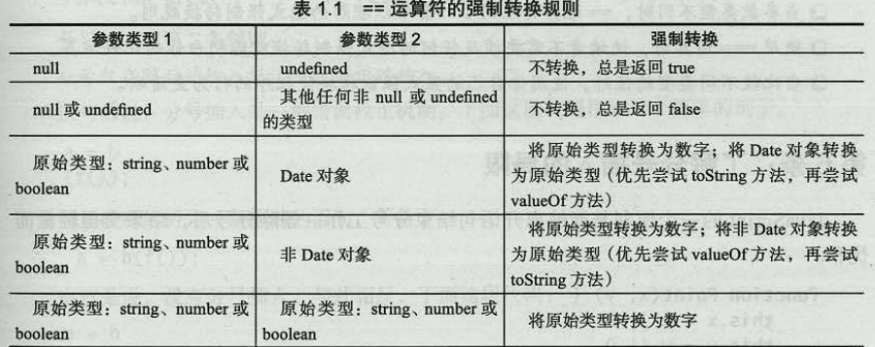 表 1.1 == 运算符的强制转换规则
参数类型 1 参数类型 2 强制转换
null undefined 不转换，总是返回 true
null 或 undefined 其他任何非 null 或 undefined 的类型 不转换，总是返回 false
原始类型：string、number 或 boolean Date 对象 将原始类型转换为数字；将 Date 对象转换为原始类型（优先尝试 toString 方法，再尝试 valueOf 方法）
原始类型：string、number 或 boolean 非 Date 对象 将原始类型转换为数字；将非 Date 对象转换为原始类型（优先尝试 valueOf 方法，再尝试 toString 方法）
原始类型：string、number 或 boolean 原始类型：string、number 或 boolean 将原始类型转换为数字